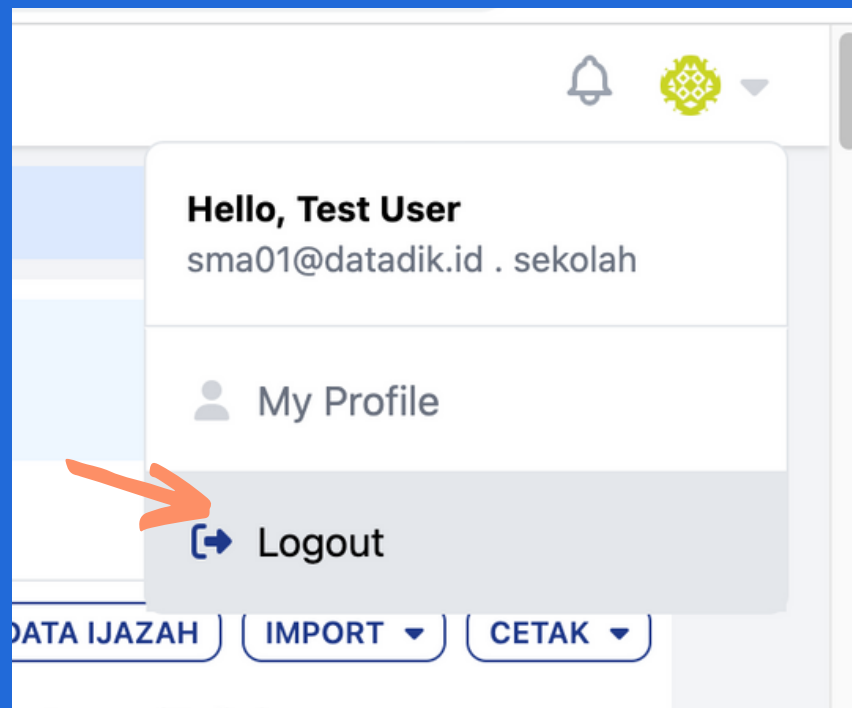 Hello, Test User
sma01@datadik.id . sekolah
My Profile
Logout
DATA IJAZAH
IMPORT
CETAK